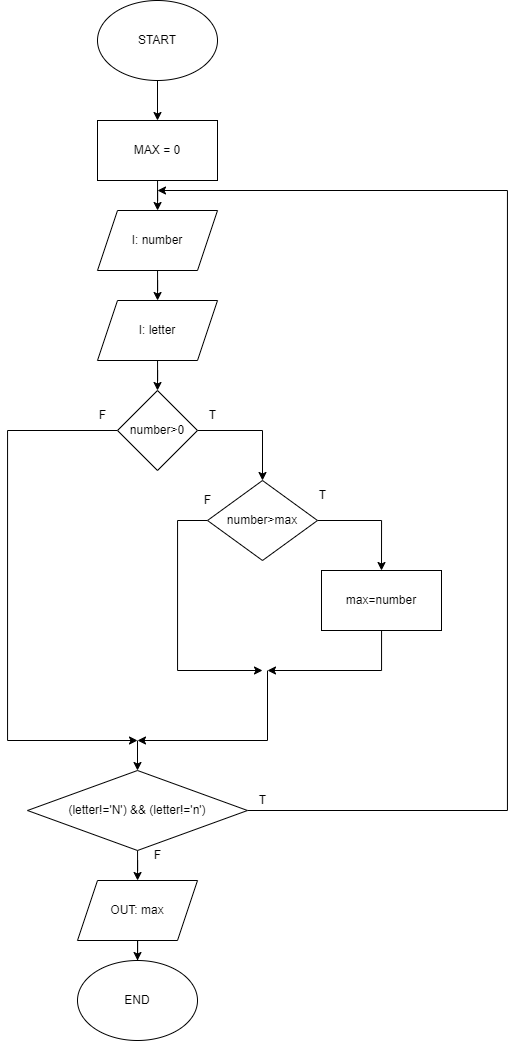 START
MAX = 0
I: number
I: letter
F
T
number>0
F
T
number>max
max=number
(letter!='N') && (letter!='n')
T
F
OUT: max
END